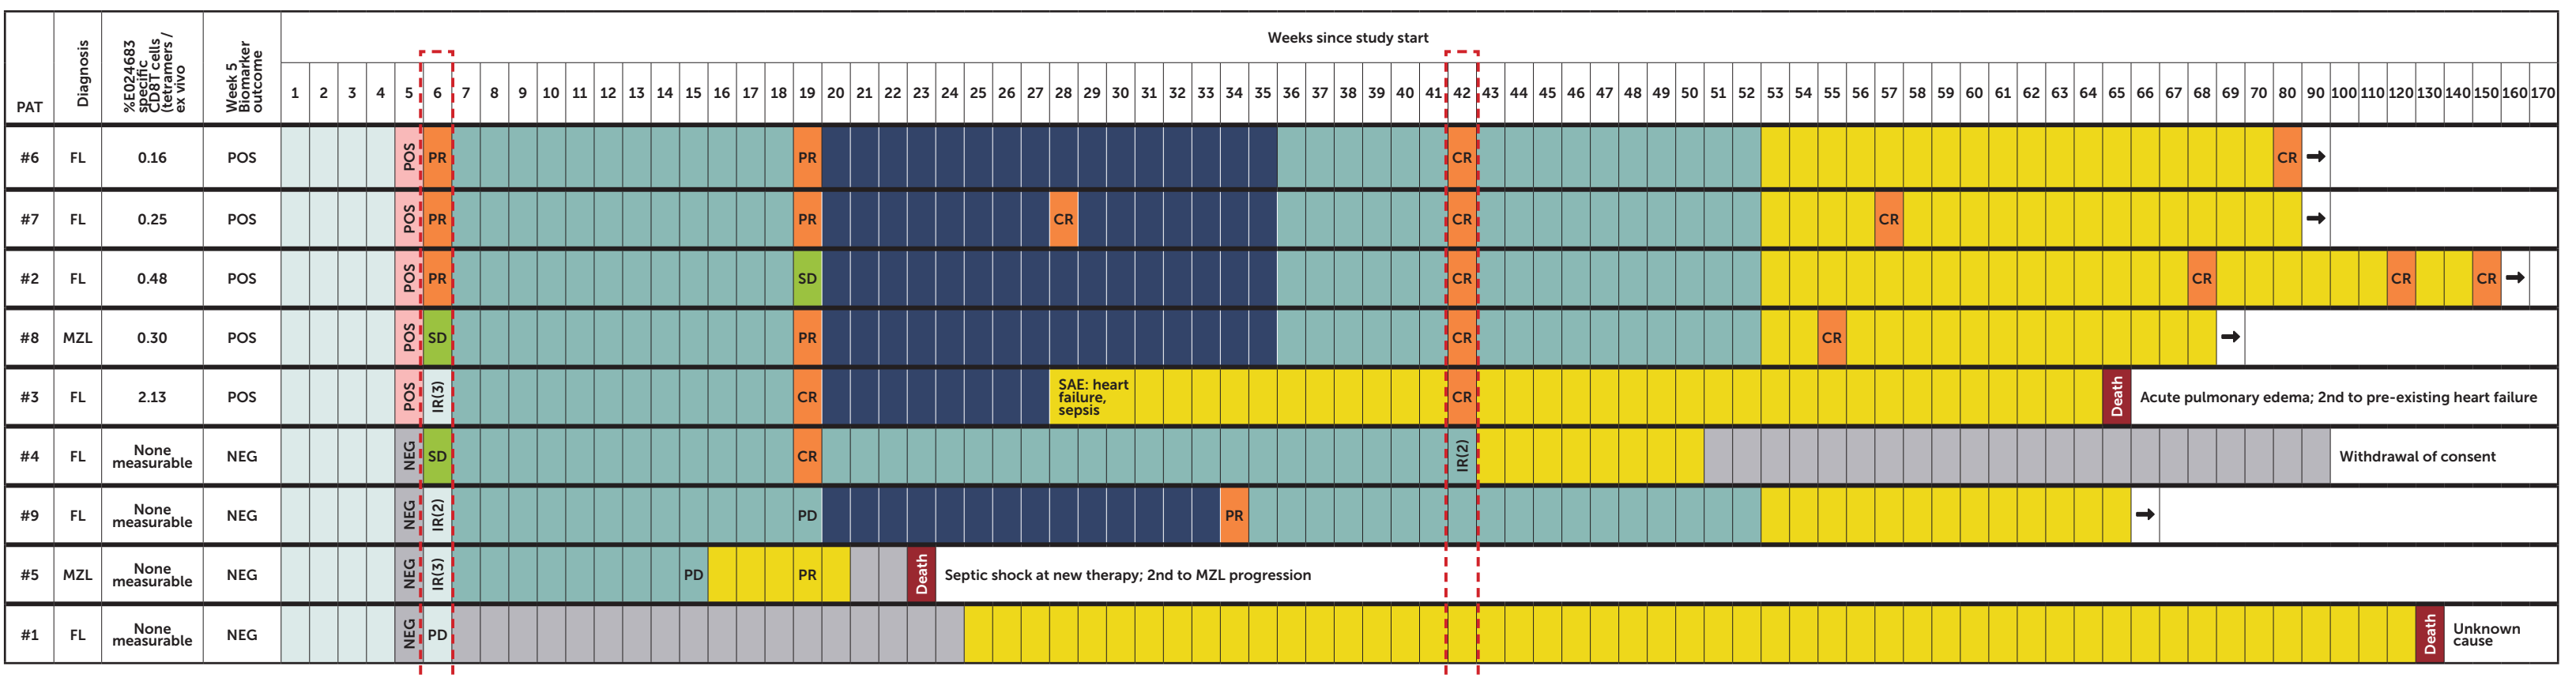 Weeks since study start
PAT
Diagnosis
%E024683
specific
CD8T cells
(tetramers /
ex vivo
Week 5
Biomarker
outcome
1 2 3 4 5 6 7 8 9 10 11 12 13 14 15 16 17 18 19 20 21 22 23 24 25 26 27 28 29 30 31 32 33 34 35 36 37 38 39 40 41 42 43 44 45 46 47 48 49 50 51 52 53 54 55 56 57 58 59 60 61 62 63 64 65 66 67 68 69 70 80 90 100 110 120 130 140 150 160 170
#6 FL 0.16 POS POS PR PR CR CR ➞
#7 FL 0.25 POS POS PR PR CR CR CR ➞
#2 FL 0.48 POS POS PR SD CR CR CR CR ➞
#8 MZL 0.30 POS POS SD PR CR CR ➞
#3 FL 2.13 POS POS IR(3) CR
SAE: heart
failure,
sepsis
CR Death Acute pulmonary edema; 2nd to pre-existing heart failure
#4 FL
None
measurable
NEG NEG SD CR IR(2) Withdrawal of consent
#9 FL
None
measurable
NEG NEG IR(2) PD PR ➞
#5 MZL
None
measurable
NEG NEG IR(3) PD PR Death Septic shock at new therapy; 2nd to MZL progression
#1 FL
None
measurable
NEG NEG PD Death
Unknown
cause